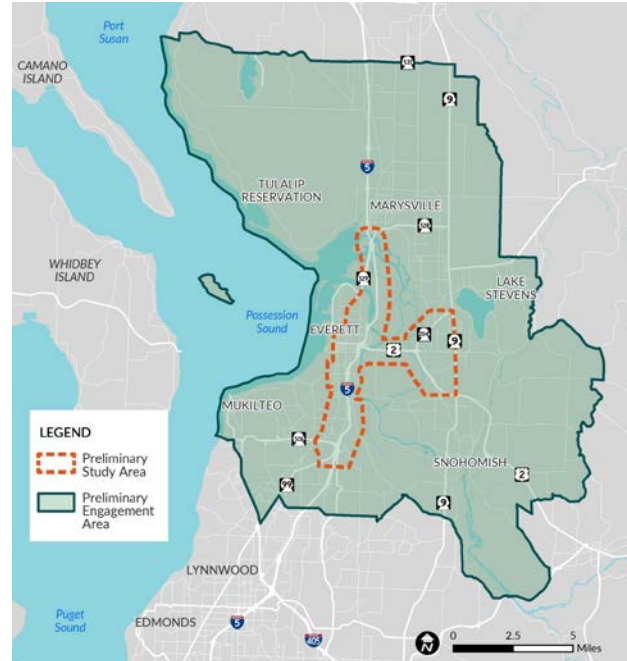 Port
Susan
CAMANO
ISLAND
531
9
TULALIP
RESERVATION
5
MARYSVILLE
528
WHIDBEY
ISLAND
529
LAKE
STEVENS
Possession
Sound
EVERETT
204
9
2
5
MUKILTEO
LEGEND
Preliminary
Study Area
Preliminary
Engagement
Area
526
SNOHOMISH
2
99
9
LYNNWOOD
Puget
Sound
EDMONDS
5
405
N
0 2.5 5
Miles